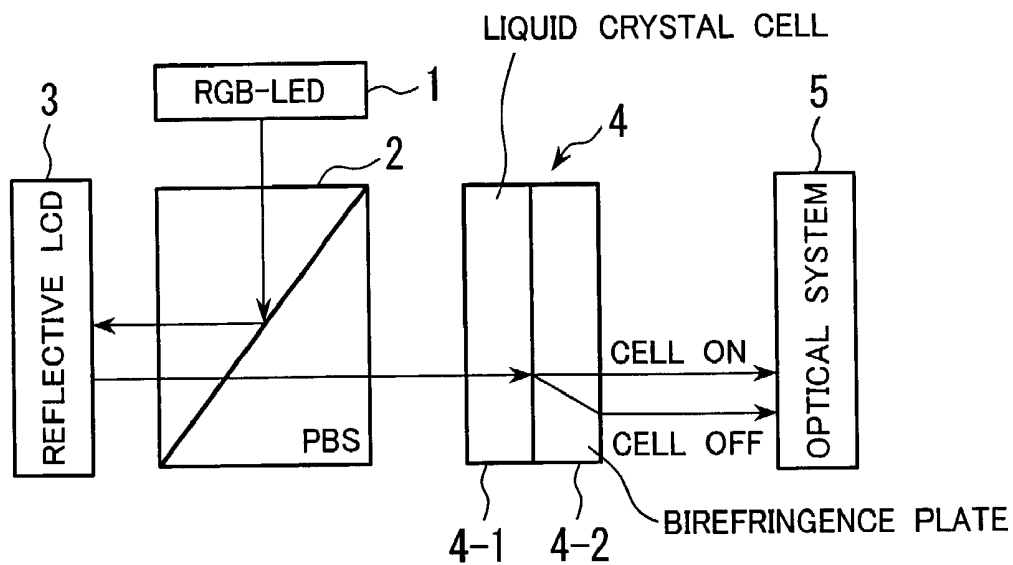 LIQUID CRYSTAL CELL
RGB-LED
1
3
2
4
5
REFLECTIVE LCD
PBS
CELL ON
CELL OFF
OPTICAL SYSTEM
4-1
4-2
BIREFRINGENCE PLATE